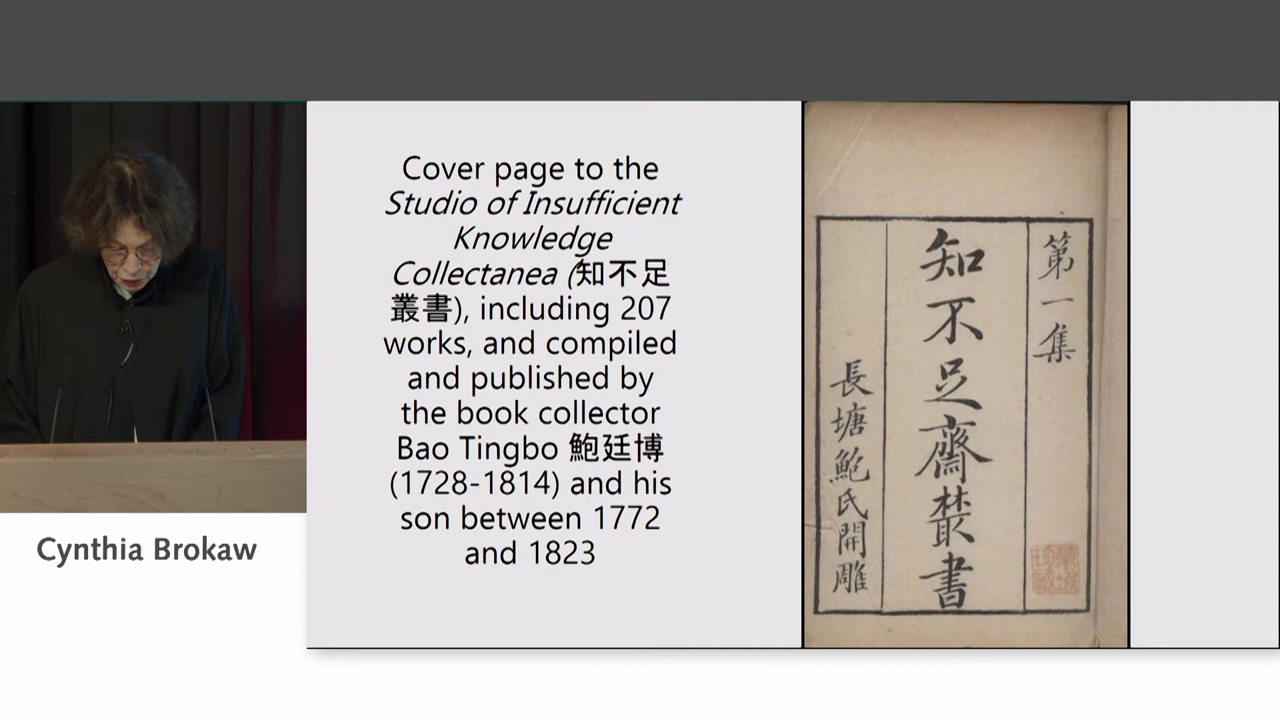 Cover page to the
Studio of Insufficient
Knowledge
Collectanea (知不足
叢書), including 207
works, and compiled
and published by
the book collector
Bao Tingbo 鮑廷博
(1728-1814) and his
son between 1772
and 1823
第一集
知不足齋叢書
長塘鮑氏開雕
Cynthia Brokaw